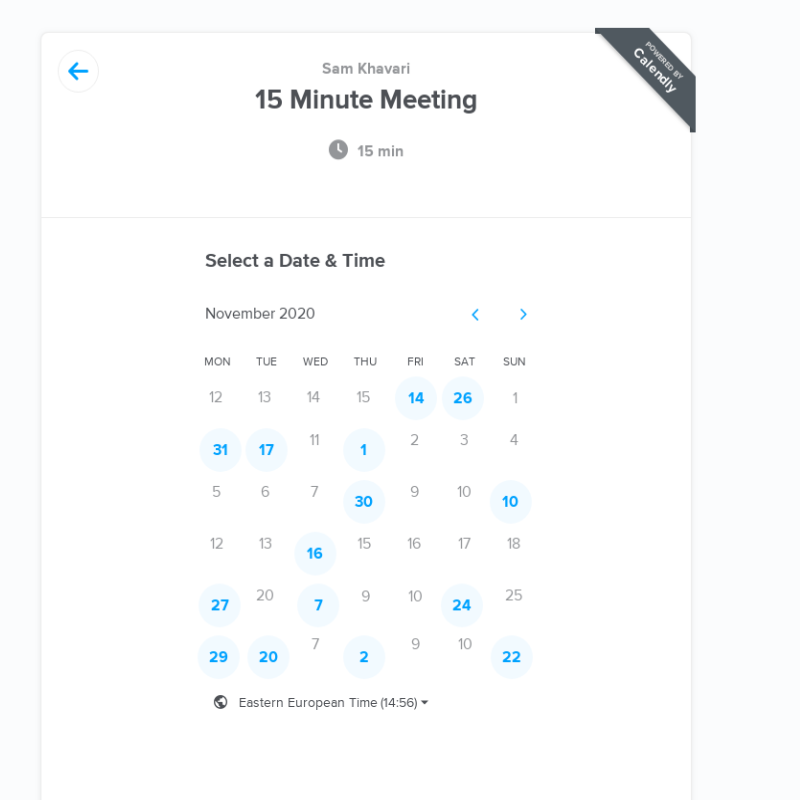 POWERED BY
Calendly
Sam Khavari
15 Minute Meeting
15 min
Select a Date & Time
November 2020
MON TUE WED THU FRI SAT SUN
12 13 14 15 14 26 1
31 17 11 1 2 3 4
5 6 7 30 9 10 10
12 13 16 15 16 17 18
27 20 7 9 10 24 25
29 20 7 2 9 10 22
Eastern European Time (14:56)